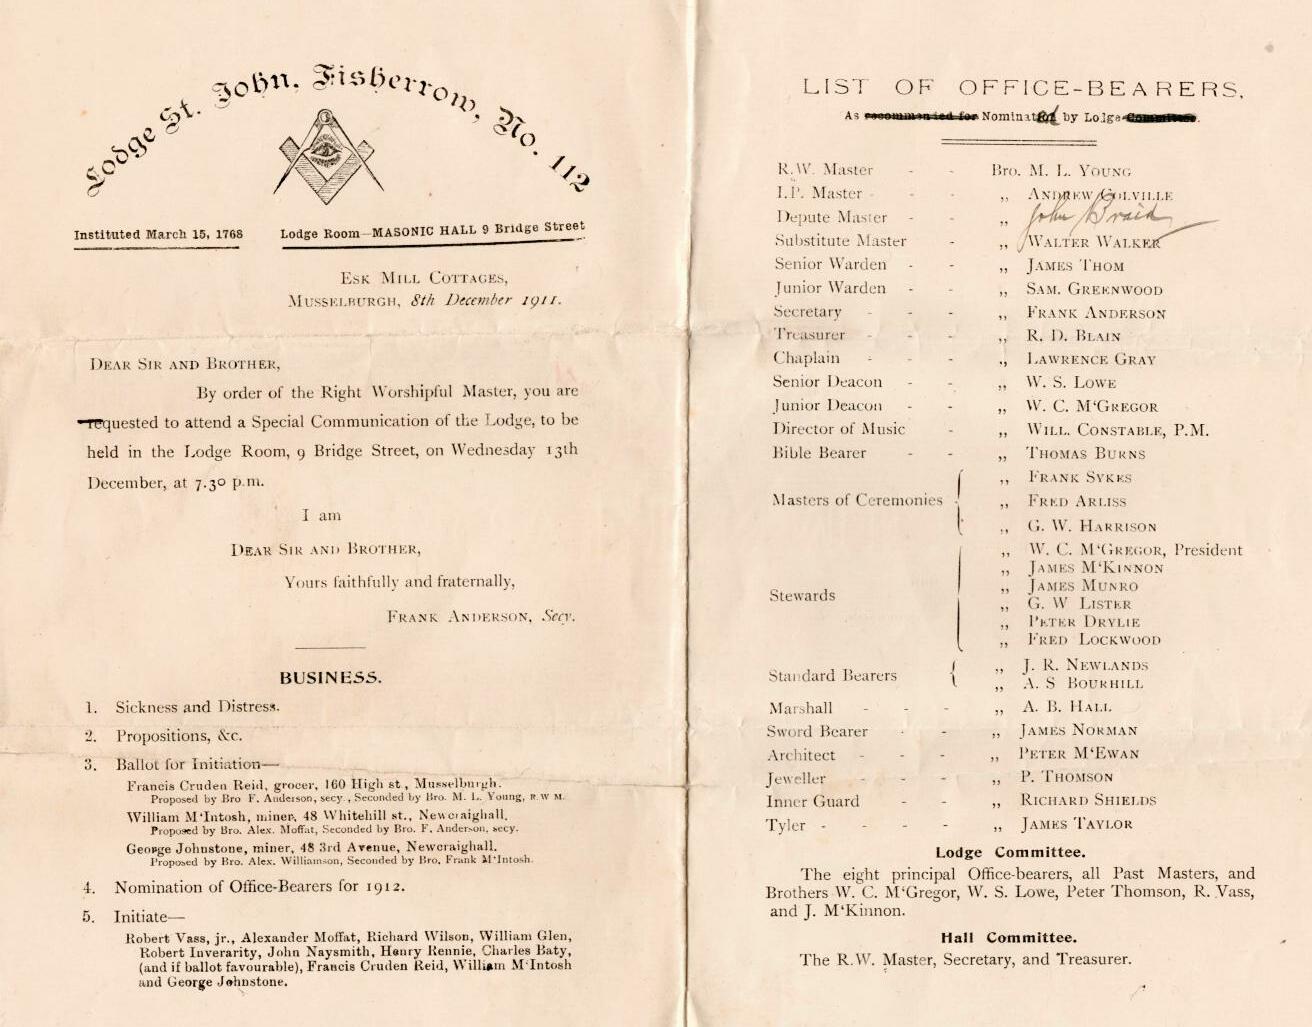 Lodge St. John, Fisherrow, No. 112
Instituted March 15, 1768 Lodge Room—MASONIC HALL 9 Bridge Street
ESK MILL COTTAGES,
MUSSELBURGH, 8th December 1911.
DEAR SIR AND BROTHER,
By order of the Right Worshipful Master, you are
requested to attend a Special Communication of the Lodge, to be
held in the Lodge Room, 9 Bridge Street, on Wednesday 13th
December, at 7.30 p.m.
I am
DEAR SIR AND BROTHER,
Yours faithfully and fraternally,
FRANK ANDERSON, Secy.
BUSINESS.
1. Sickness and Distress.
2. Propositions, &c.
3. Ballot for Initiation—
Francis Cruden Reid, grocer, 160 High st., Musselburgh.
Proposed by Bro F. Anderson, secy., Seconded by Bro. M. L. Young, R.W M.
William M'Intosh, miner, 48 Whitehill st., Newcraighall.
Proposed by Bro. Alex. Moffat, Seconded by Bro. F. Anderson, secy.
George Johnstone, miner, 48 3rd Avenue, Newcraighall.
Proposed by Bro. Alex. Williamson, Seconded by Bro. Frank M'Intosh.
4. Nomination of Office-Bearers for 1912.
5. Initiate—
Robert Vass, jr., Alexander Moffat, Richard Wilson, William Glen,
Robert Inverarity, John Naysmith, Henry Rennie, Charles Baty,
(and if ballot favourable), Francis Cruden Reid, William M'Intosh
and George Johnstone.
LIST OF OFFICE-BEARERS.
As recommended for Nominated by Lodge Committee.
R.W. Master - - Bro. M. L. YOUNG
I.P. Master - - ,, ANDREW COLVILLE
Depute Master - ,, John Braid
Substitute Master - ,, WALTER WALKER
Senior Warden - - ,, JAMES THOM
Junior Warden - - ,, SAM. GREENWOOD
Secretary - - - ,, FRANK ANDERSON
Treasurer - - - ,, R. D. BLAIN
Chaplain - - - ,, LAWRENCE GRAY
Senior Deacon - - ,, W. S. LOWE
Junior Deacon - - ,, W. C. M'GREGOR
Director of Music - ,, WILL. CONSTABLE, P.M.
Bible Bearer - - ,, THOMAS BURNS
,, FRANK SYKES
Masters of Ceremonies ,, FRED ARLISS
,, G. W. HARRISON
,, W. C. M'GREGOR, President
,, JAMES M'KINNON
,, JAMES MUNRO
Stewards ,, G. W LISTER
,, PETER DRYLIE
,, FRED LOCKWOOD
Standard Bearers ,, J. R. NEWLANDS
,, A. S BOURHILL
Marshall - - - ,, A. B. HALL
Sword Bearer - - ,, JAMES NORMAN
Architect - - - ,, PETER M'EWAN
Jeweller - - - ,, P. THOMSON
Inner Guard - - ,, RICHARD SHIELDS
Tyler - - - - ,, JAMES TAYLOR
Lodge Committee.
The eight principal Office-bearers, all Past Masters, and
Brothers W. C. M'Gregor, W. S. Lowe, Peter Thomson, R. Vass,
and J. M'Kinnon.
Hall Committee.
The R.W. Master, Secretary, and Treasurer.